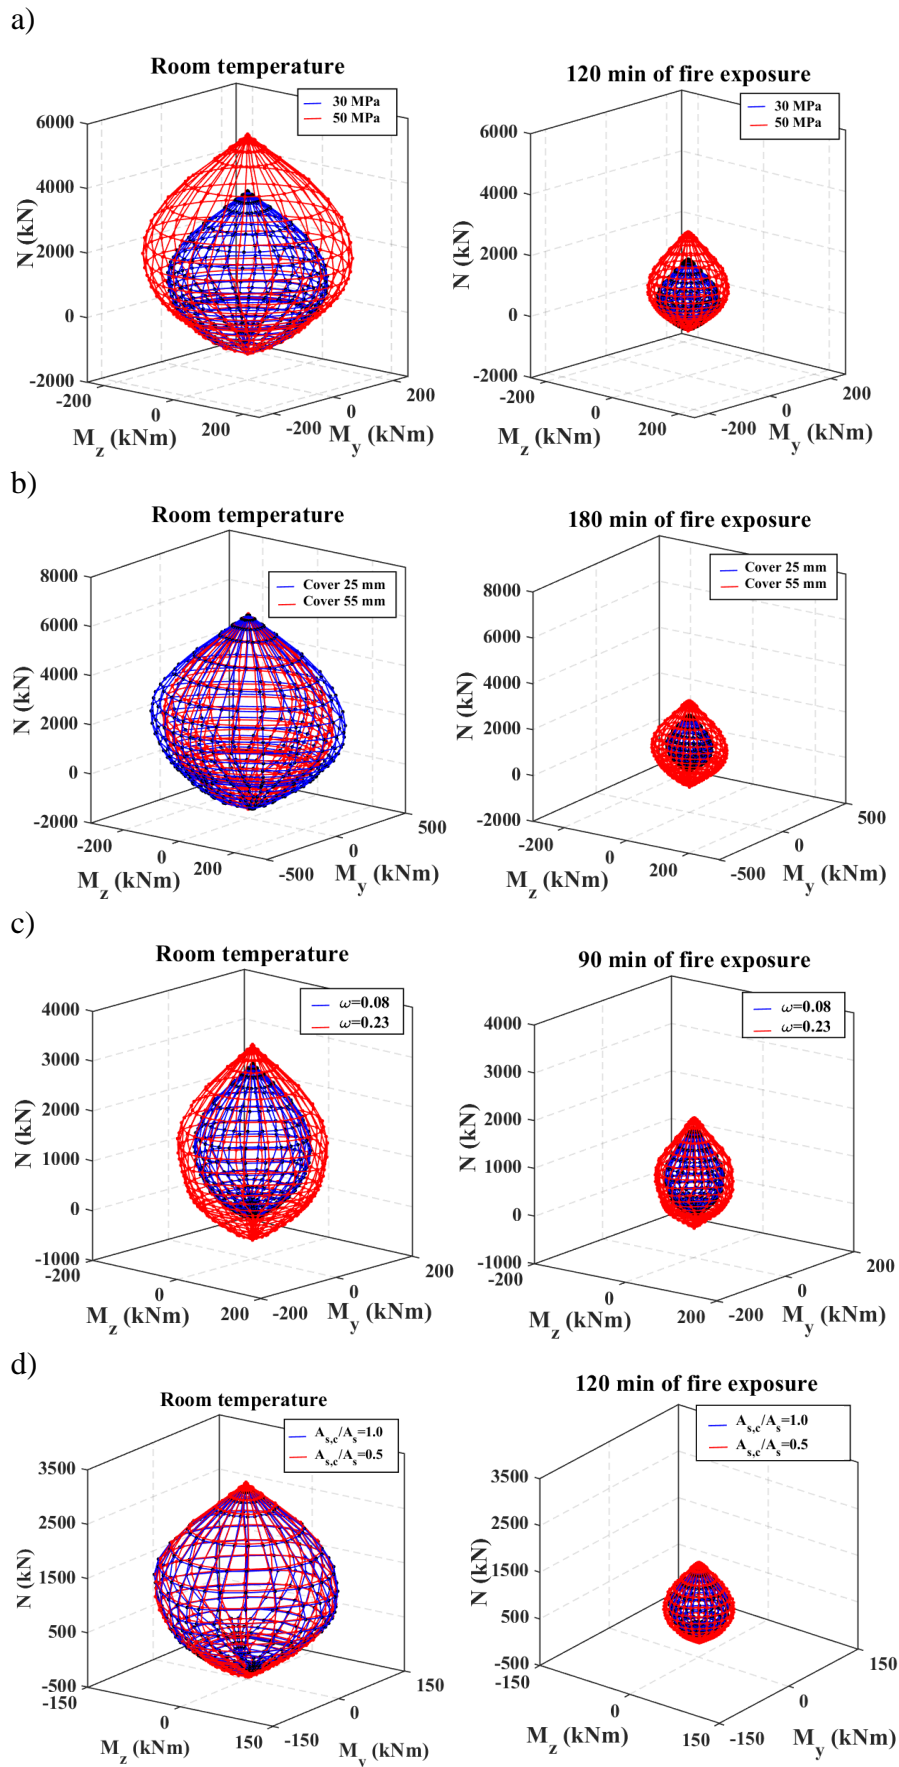 a)
Room temperature
30 MPa
50 MPa
6000
4000
2000
0
-2000
N (kN)
-200
0
200
M_z (kNm)
-200
0
200
M_y (kNm)
120 min of fire exposure
30 MPa
50 MPa
6000
4000
2000
0
-2000
N (kN)
-200
0
200
M_z (kNm)
-200
0
200
M_y (kNm)
b)
Room temperature
Cover 25 mm
Cover 55 mm
8000
6000
4000
2000
0
-2000
N (kN)
-200
0
200
M_z (kNm)
-500
0
500
M_y (kNm)
180 min of fire exposure
Cover 25 mm
Cover 55 mm
8000
6000
4000
2000
0
-2000
N (kN)
-200
0
200
M_z (kNm)
-500
0
500
M_y (kNm)
c)
Room temperature
ω=0.08
ω=0.23
4000
3000
2000
1000
0
-1000
N (kN)
-200
0
200
M_z (kNm)
-200
0
200
M_y (kNm)
90 min of fire exposure
ω=0.08
ω=0.23
4000
3000
2000
1000
0
-1000
N (kN)
-200
0
200
M_z (kNm)
-200
0
200
M_y (kNm)
d)
Room temperature
A_s,c/A_s=1.0
A_s,c/A_s=0.5
3500
2500
1500
500
-500
N (kN)
-150
0
150
M_z (kNm)
-150
0
150
M_y (kNm)
120 min of fire exposure
A_s,c/A_s=1.0
A_s,c/A_s=0.5
3500
2500
1500
500
-500
N (kN)
-150
0
150
M_z (kNm)
-150
0
150
M_y (kNm)